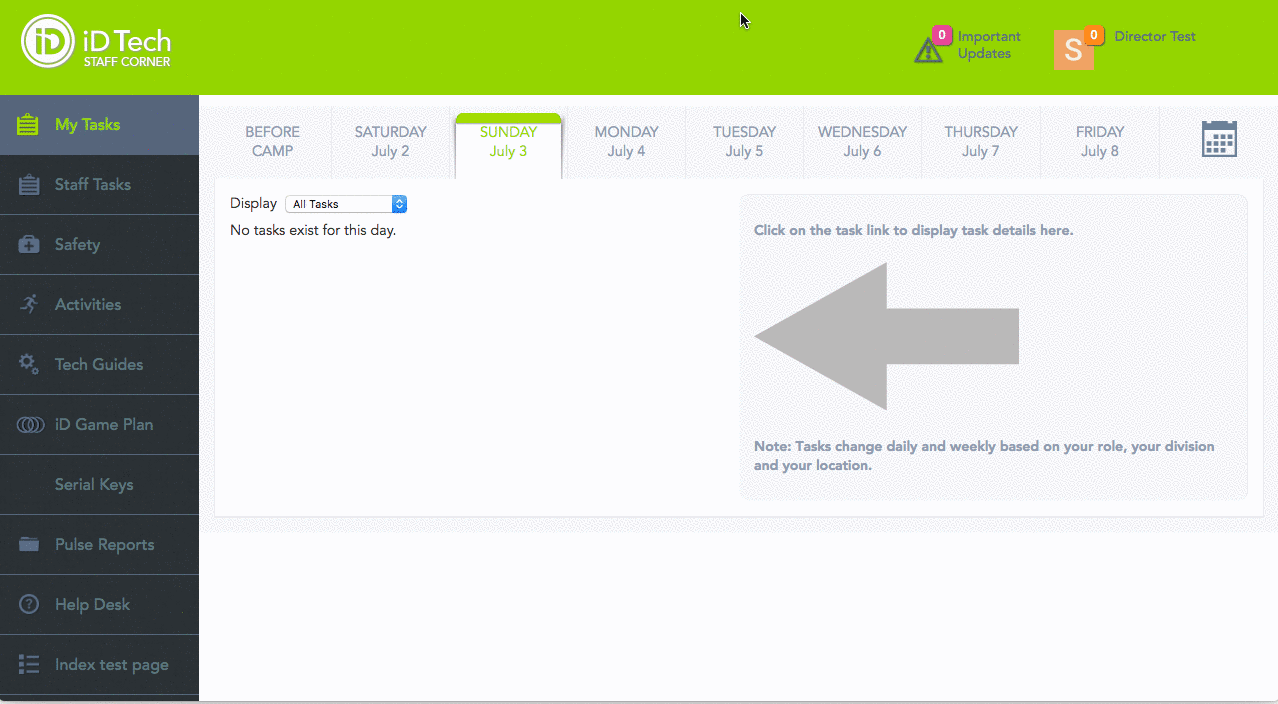 iD
iD Tech
STAFF CORNER
0
Important
Updates
S
0
Director Test
My Tasks
Staff Tasks
Safety
Activities
Tech Guides
iD Game Plan
Serial Keys
Pulse Reports
Help Desk
Index test page
BEFORE
CAMP
SATURDAY
July 2
SUNDAY
July 3
MONDAY
July 4
TUESDAY
July 5
WEDNESDAY
July 6
THURSDAY
July 7
FRIDAY
July 8
Display All Tasks
No tasks exist for this day.
Click on the task link to display task details here.
Note: Tasks change daily and weekly based on your role, your division
and your location.